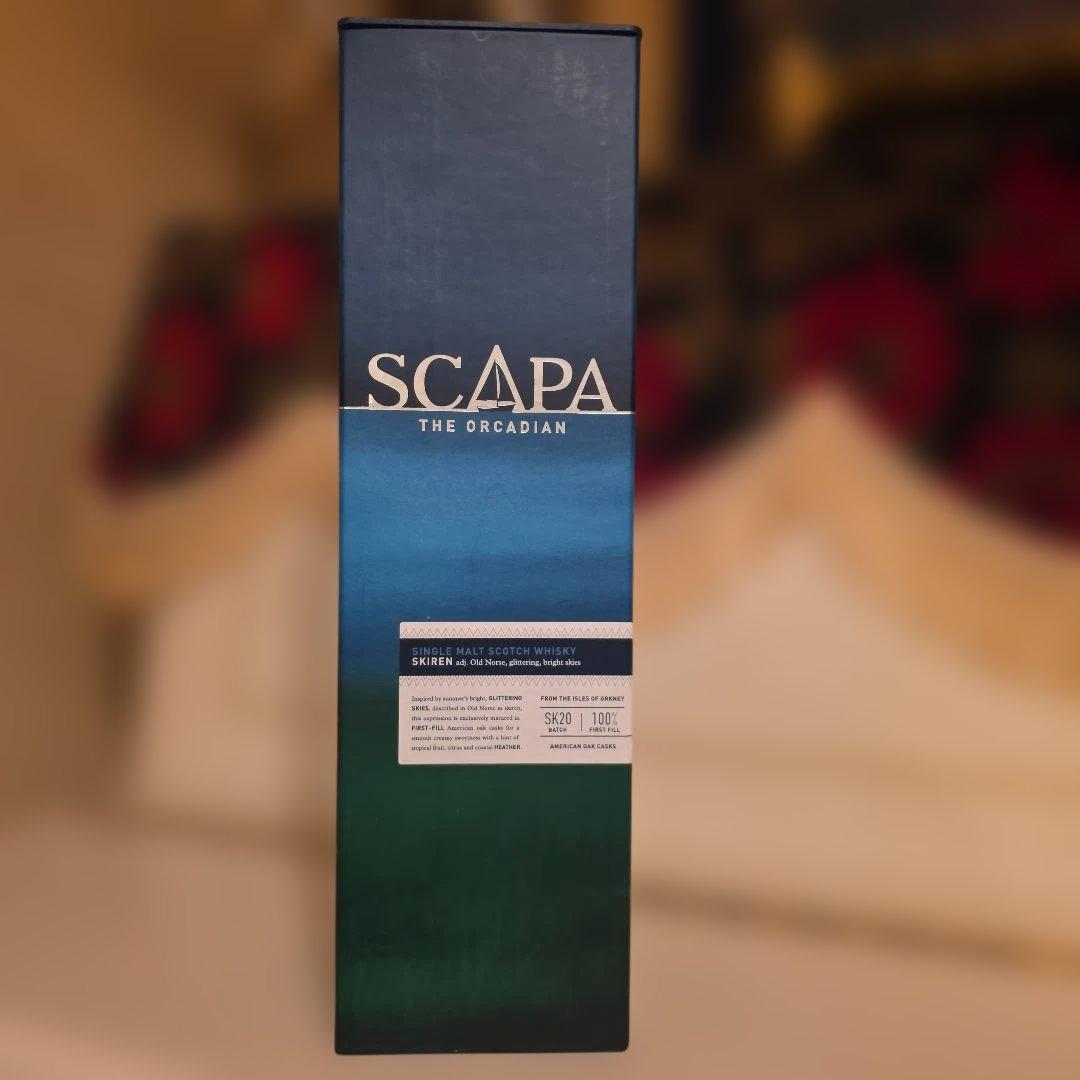 SCAPA
THE ORCADIAN
SINGLE MALT SCOTCH WHISKY
SKIREN adj. Old Norse, glittering, bright skies
Inspired by summer's bright, GLITTERING
SKIES, described in Old Norse as skiren,
this expression is exclusively matured in
FIRST-FILL American oak casks for a
smooth creamy sweetness with a hint of
tropical fruit, citrus and coastal HEATHER.
FROM THE ISLES OF ORKNEY
SK20
BATCH
100%
FIRST FILL
AMERICAN OAK CASKS